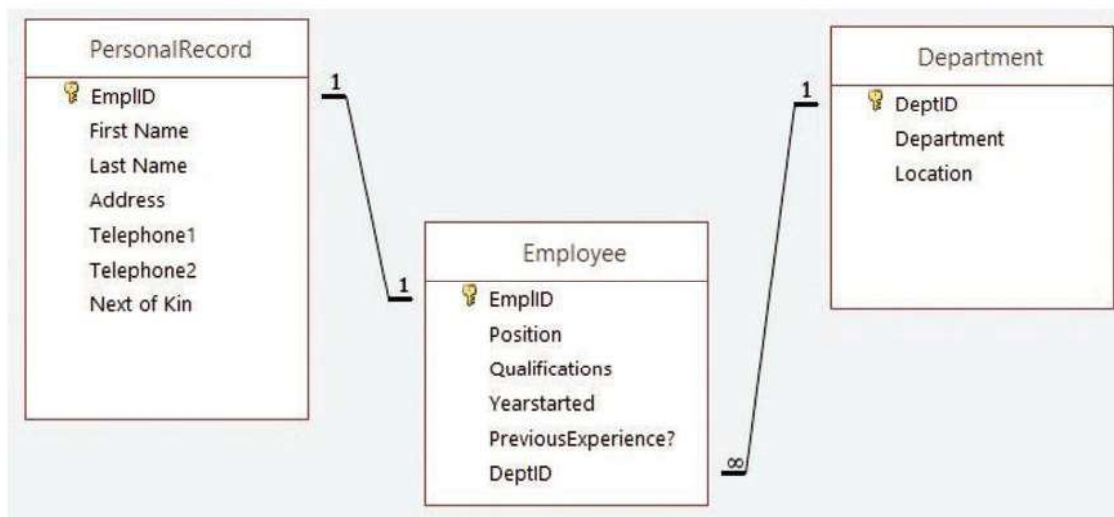 PersonalRecord
EmplID
First Name
Last Name
Address
Telephone1
Telephone2
Next of Kin
1
1
Employee
EmplID
Position
Qualifications
Yearstarted
PreviousExperience?
DeptID
∞
1
Department
DeptID
Department
Location